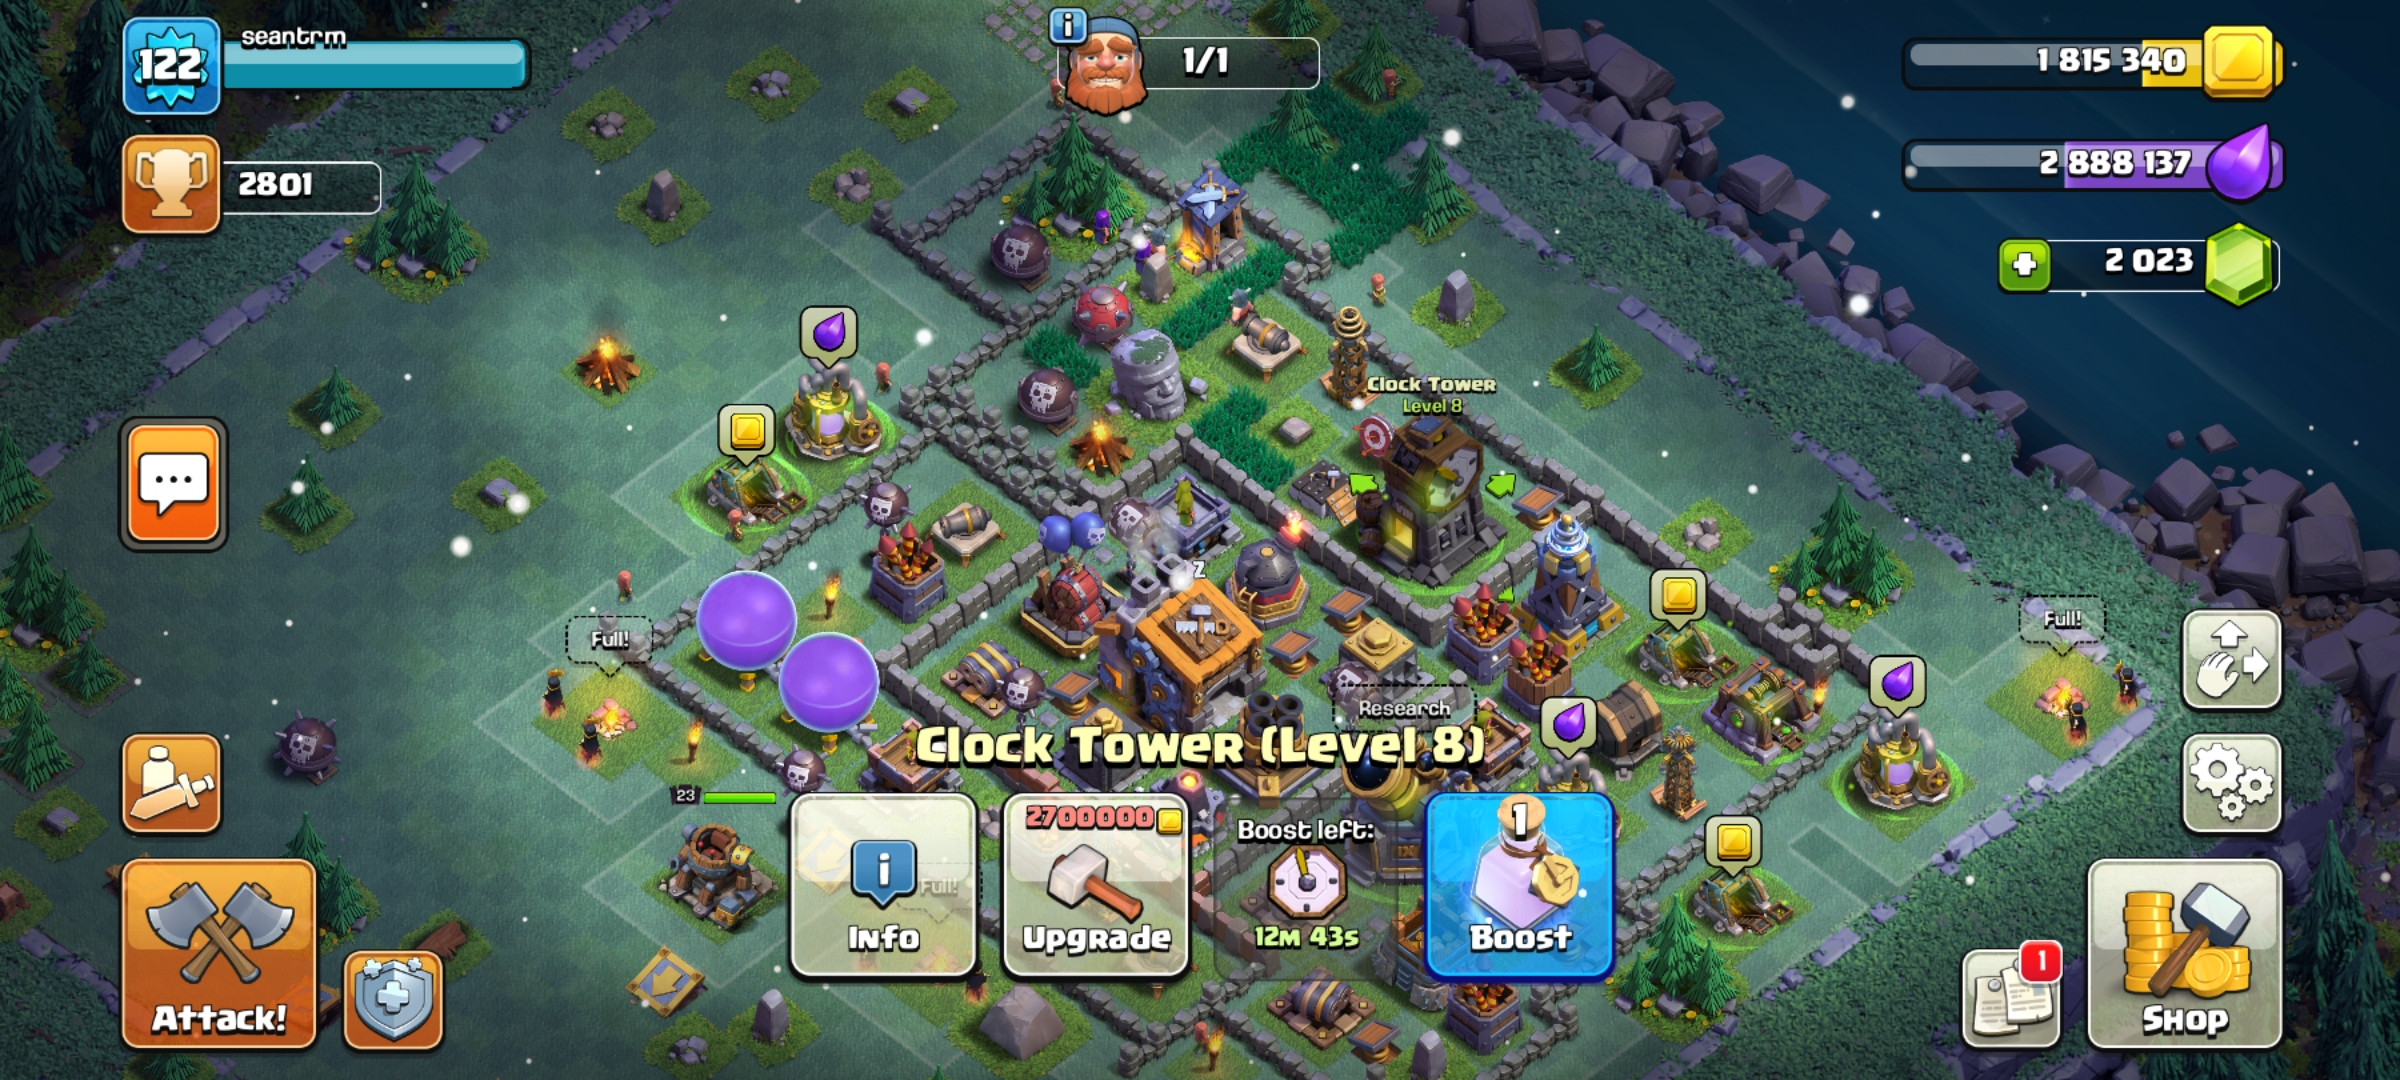 122
seantrm
1/1
1 815 340
2801
2 888 137
2 023
Clock Tower
Level 8
z
Full!
Full!
Research
Clock Tower (Level 8)
23
2700000
Boost left:
1
Full!
Info
Upgrade
12m 43s
Boost
1
Attack!
Shop